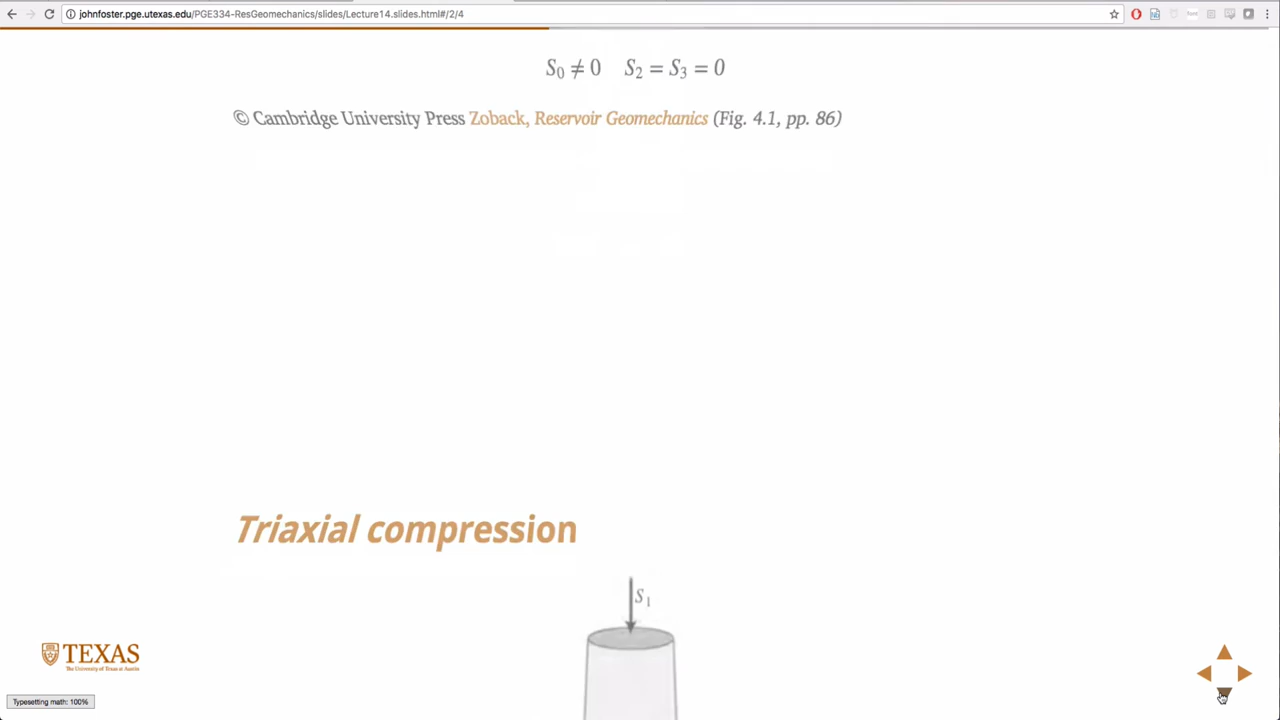 johnfoster.pge.utexas.edu/PGE334-ResGeomechanics/slides/Lecture14.slides.html#/2/4
S₀ ≠ 0 S₂ = S₃ = 0
© Cambridge University Press Zoback, Reservoir Geomechanics (Fig. 4.1, pp. 86)
Triaxial compression
S₁
TEXAS
The University of Texas at Austin
Typesetting math: 100%